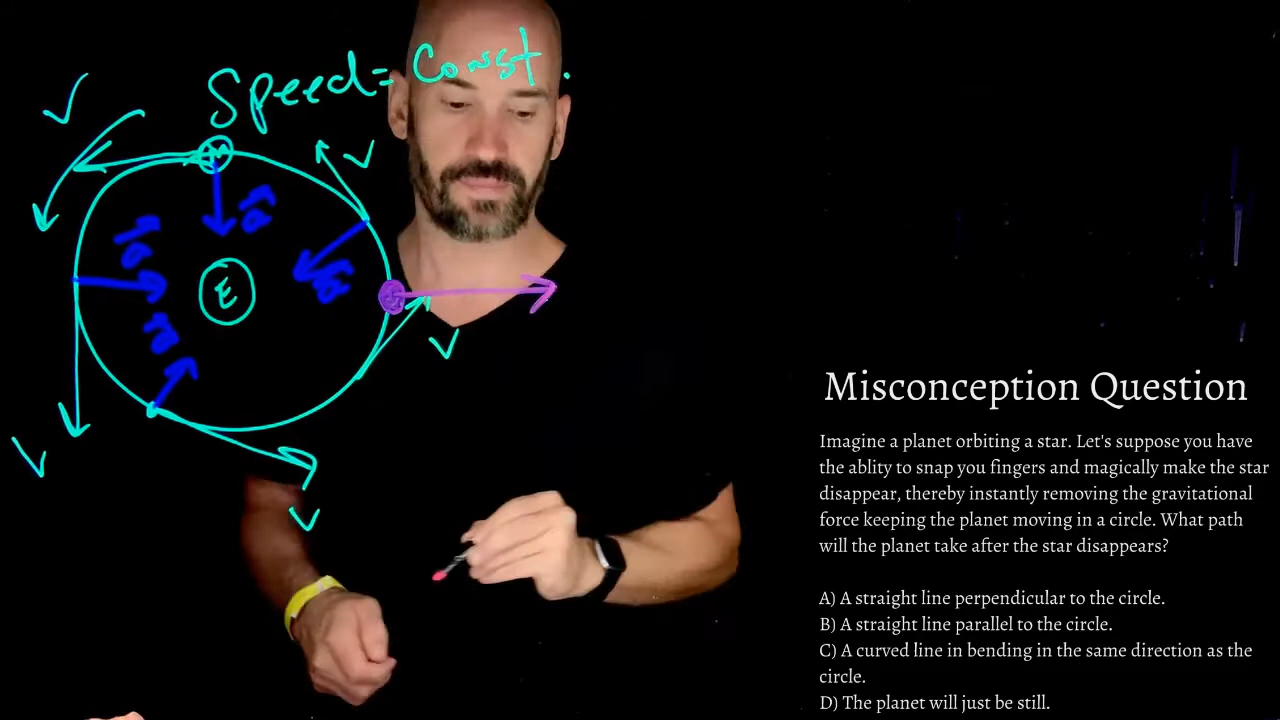 Speed = Const.
V
V
M
a
a
a
E
a
V
V
V
Misconception Question
Imagine a planet orbiting a star. Let's suppose you have
the ablity to snap you fingers and magically make the star
disappear, thereby instantly removing the gravitational
force keeping the planet moving in a circle. What path
will the planet take after the star disappears?
A) A straight line perpendicular to the circle.
B) A straight line parallel to the circle.
C) A curved line in bending in the same direction as the
circle.
D) The planet will just be still.